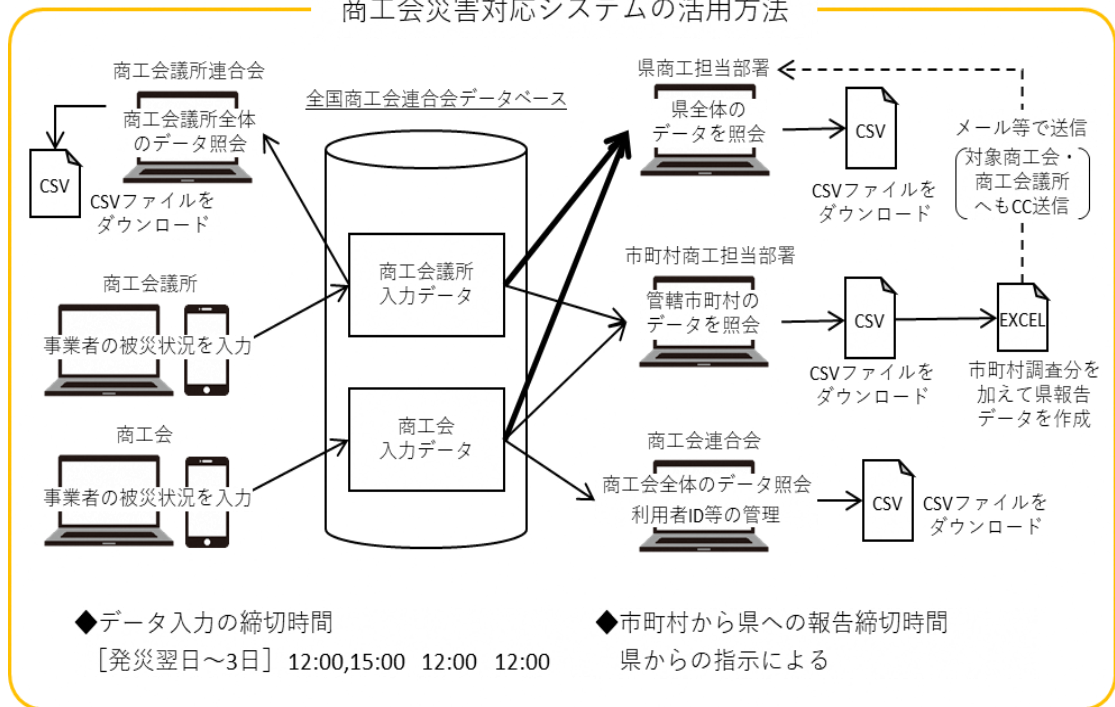 商工会災害対応システムの活用方法
商工会議所連合会
商工会議所全体
のデータ照会
CSV
CSVファイルを
ダウンロード
商工会議所
事業者の被災状況を入力
商工会
事業者の被災状況を入力
全国商工会連合会データベース
商工会議所
入力データ
商工会
入力データ
県商工担当部署
県全体の
データを照会
CSV
CSVファイルを
ダウンロード
メール等で送信
対象商工会・
商工会議所
へもCC送信
市町村商工担当部署
管轄市町村の
データを照会
CSV
CSVファイルを
ダウンロード
EXCEL
市町村調査分を
加えて県報告
データを作成
商工会連合会
商工会全体のデータ照会
利用者ID等の管理
CSV
CSVファイルを
ダウンロード
◆データ入力の締切時間
［発災翌日～3日］ 12:00,15:00 12:00 12:00
◆市町村から県への報告締切時間
県からの指示による